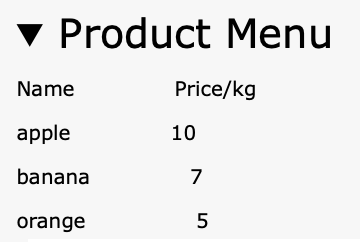 ▼ Product Menu
Name Price/kg
apple 10
banana 7
orange 5